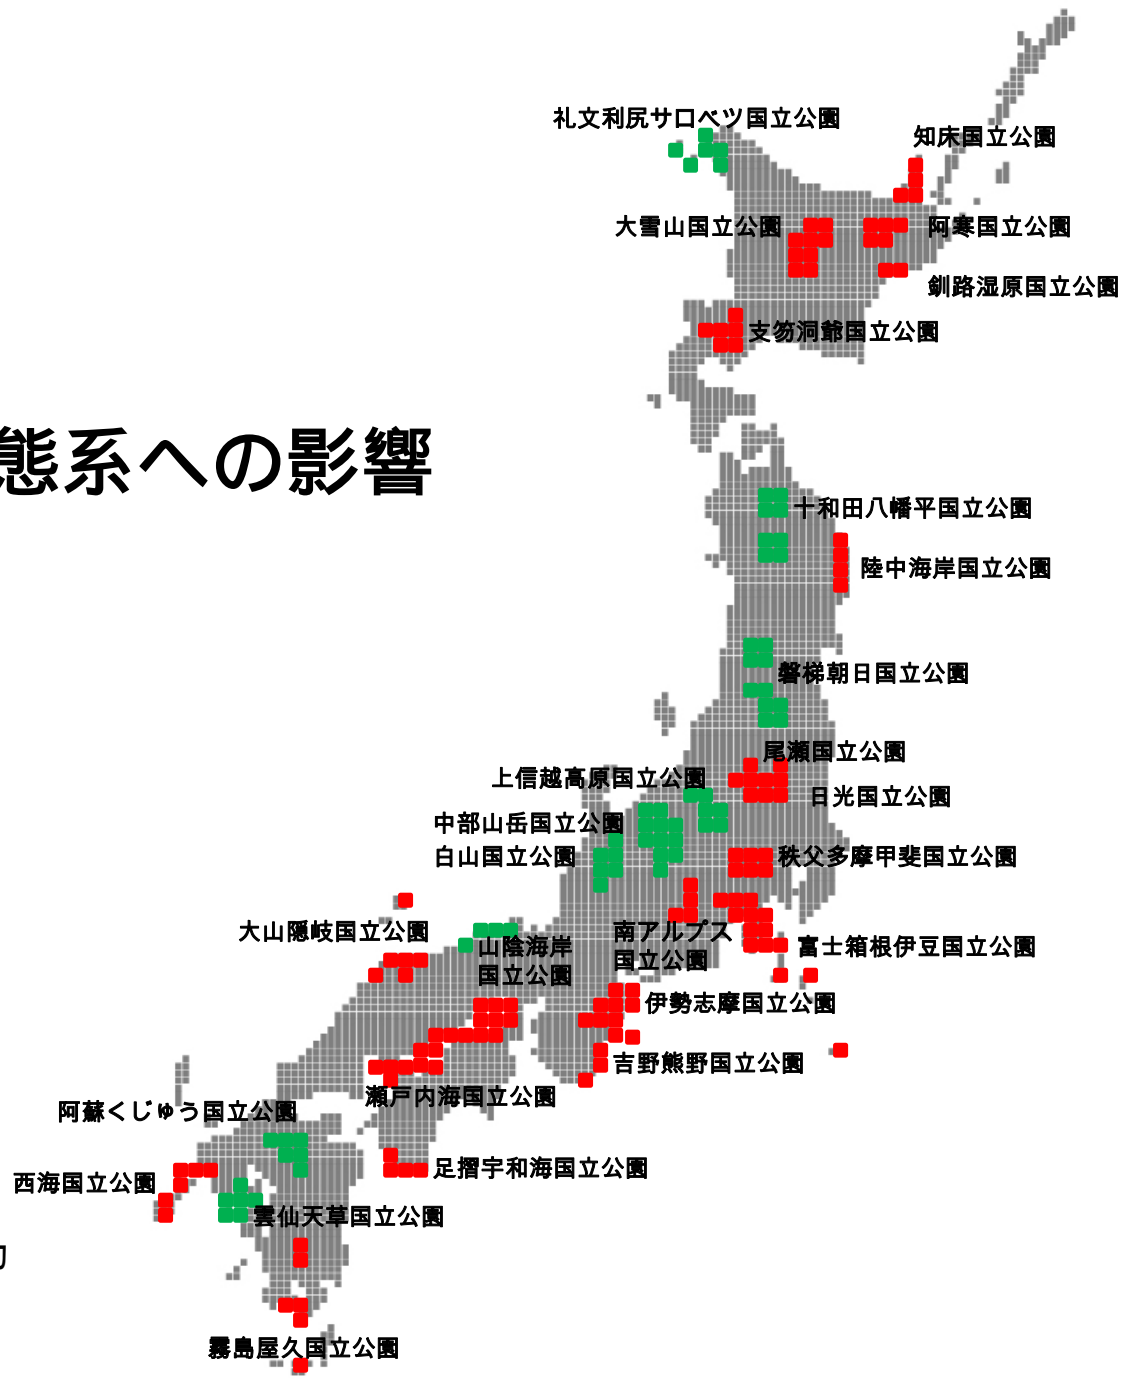 礼文利尻サロベツ国立公園
知床国立公園
大雪山国立公園
阿寒国立公園
釧路湿原国立公園
支笏洞爺国立公園
態系への影響
十和田八幡平国立公園
陸中海岸国立公園
磐梯朝日国立公園
尾瀬国立公園
上信越高原国立公園
日光国立公園
中部山岳国立公園
白山国立公園
秩父多摩甲斐国立公園
大山隠岐国立公園
山陰海岸
国立公園
南アルプス
国立公園
富士箱根伊豆国立公園
伊勢志摩国立公園
吉野熊野国立公園
瀬戸内海国立公園
阿蘇くじゅう国立公園
足摺宇和海国立公園
西海国立公園
雲仙天草国立公園
霧島屋久国立公園